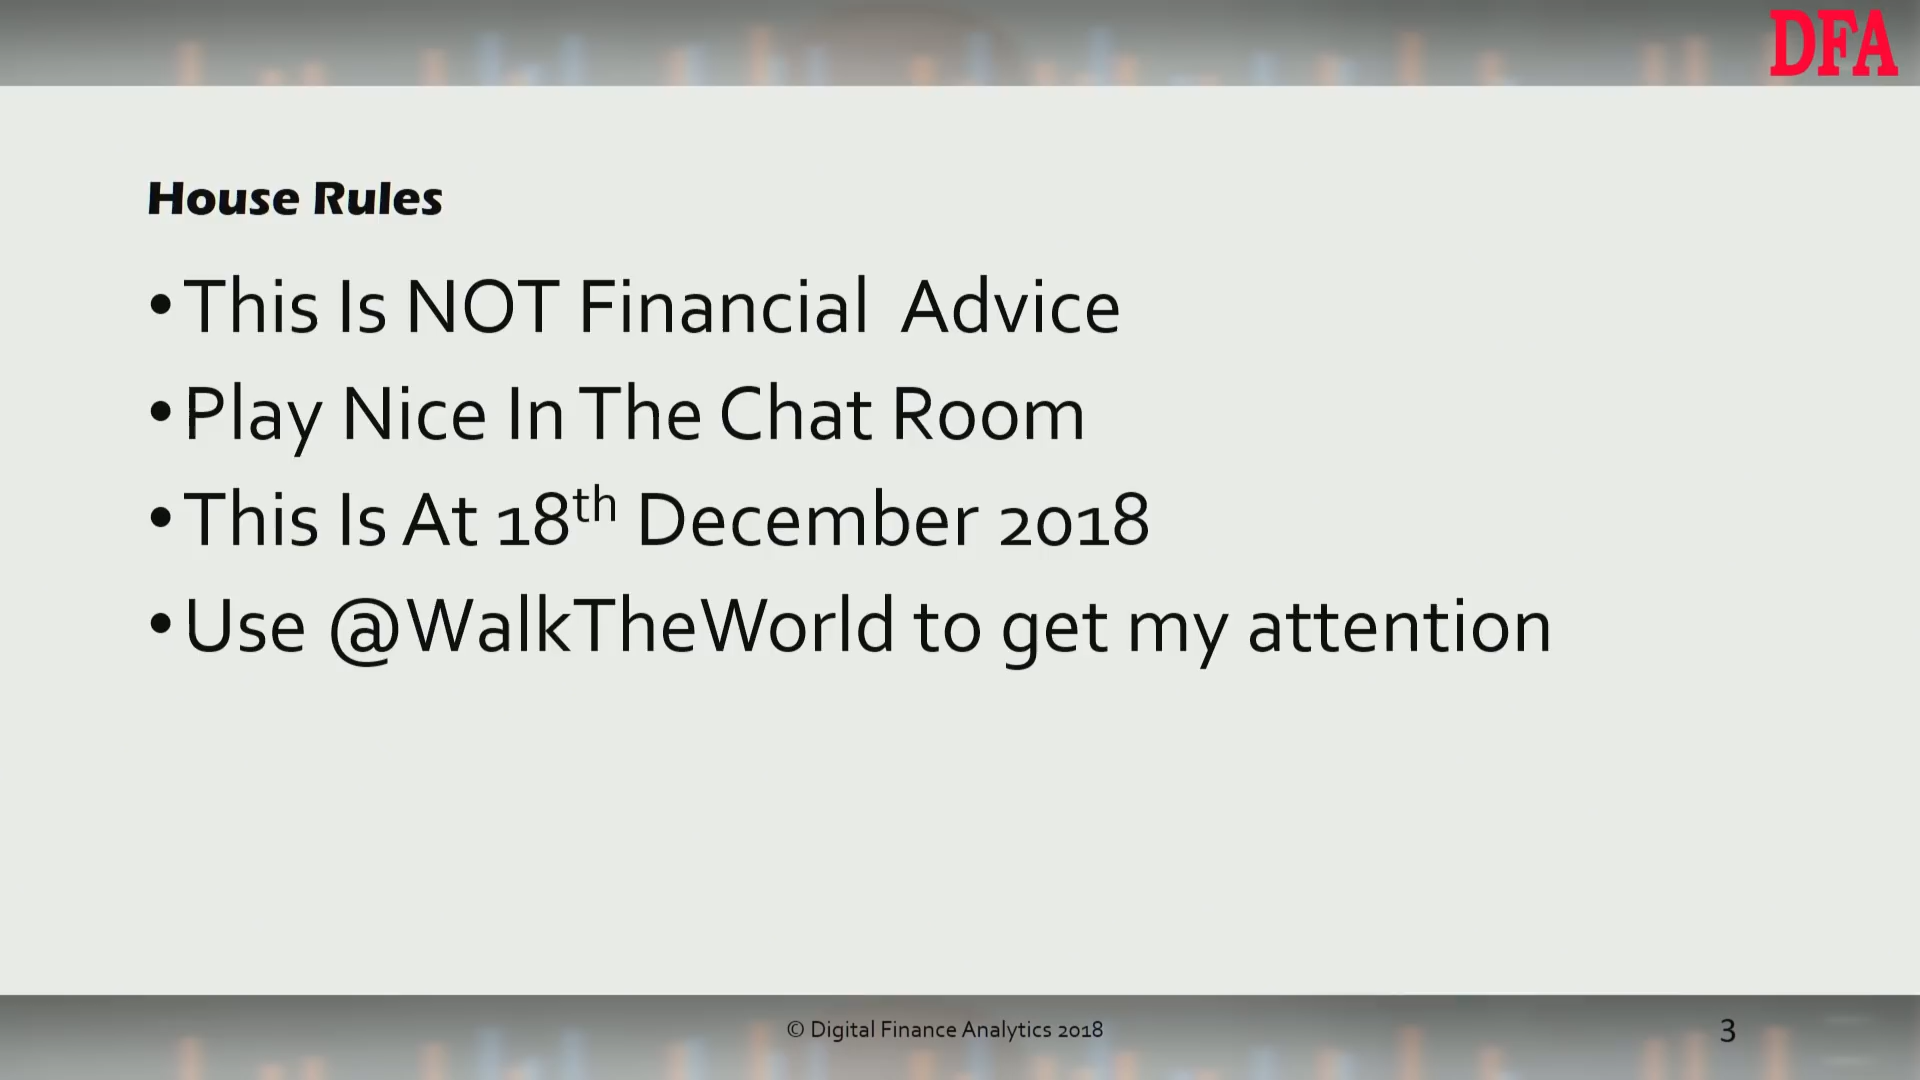 DFA
House Rules
• This Is NOT Financial Advice
• Play Nice In The Chat Room
• This Is At 18th December 2018
• Use @WalkTheWorld to get my attention
© Digital Finance Analytics 2018
3